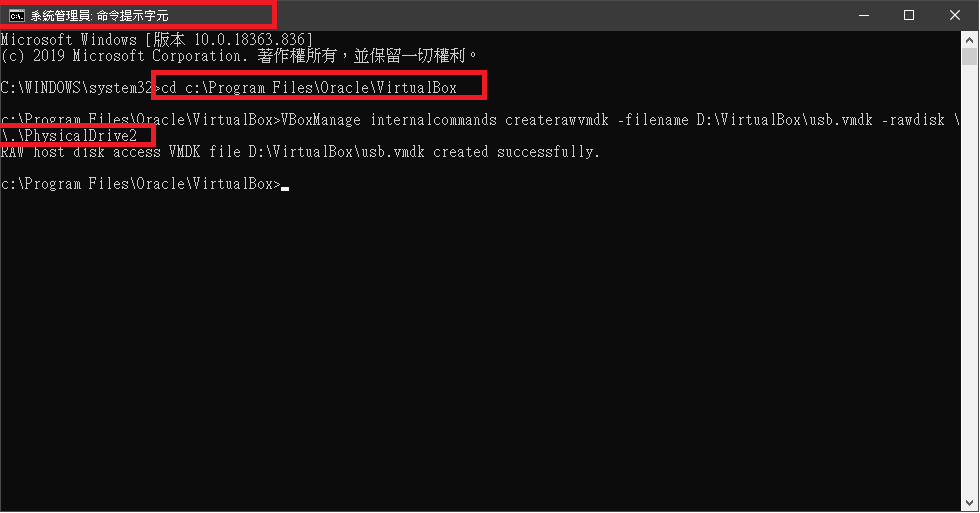 系統管理員: 命令提示字元
Microsoft Windows [版本 10.0.18363.836]
(c) 2019 Microsoft Corporation. 著作權所有，並保留一切權利。
C:\WINDOWS\system32>cd c:\Program Files\Oracle\VirtualBox
c:\Program Files\Oracle\VirtualBox>VBoxManage internalcommands createrawvmdk -filename D:\VirtualBox\usb.vmdk -rawdisk \
\.\PhysicalDrive2
RAW host disk access VMDK file D:\VirtualBox\usb.vmdk created successfully.
c:\Program Files\Oracle\VirtualBox>